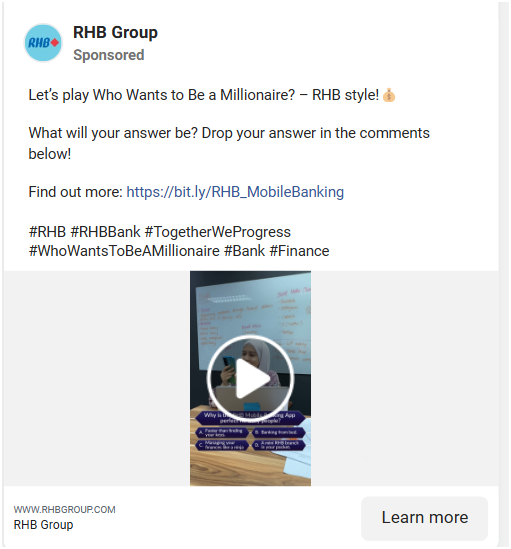 RHB
RHB Group
Sponsored
Let’s play Who Wants to Be a Millionaire? – RHB style!💰
What will your answer be? Drop your answer in the comments
below!
Find out more: https://bit.ly/RHB_MobileBanking
#RHB #RHBBank #TogetherWeProgress
#WhoWantsToBeAMillionaire #Bank #Finance
Why is the RHB Mobile Banking App
perfect for busy people?
A. Faster than finding
your keys.
B. Banking from bed.
C. Managing your
finances like a ninja
D. A mini RHB branch
in your pocket.
WWW.RHBGROUP.COM
RHB Group
Learn more